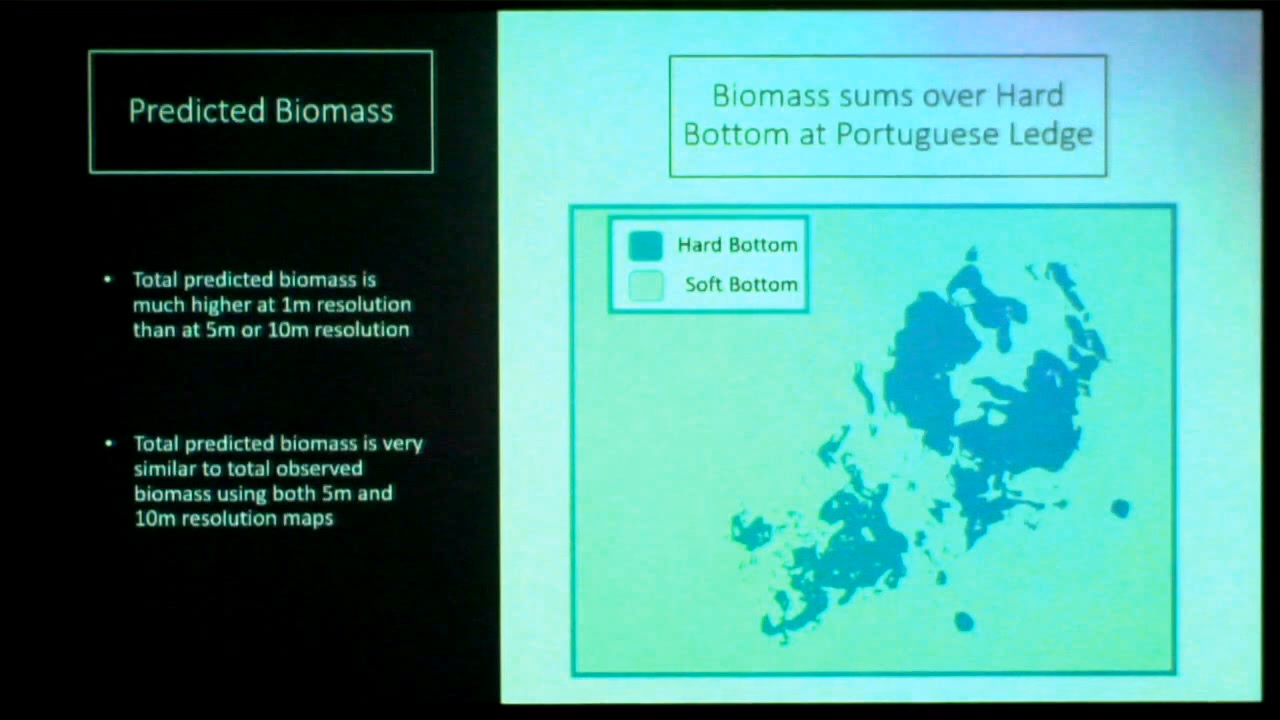 Predicted Biomass
• Total predicted biomass is
much higher at 1m resolution
than at 5m or 10m resolution
• Total predicted biomass is very
similar to total observed
biomass using both 5m and
10m resolution maps
Biomass sums over Hard
Bottom at Portuguese Ledge
Hard Bottom
Soft Bottom